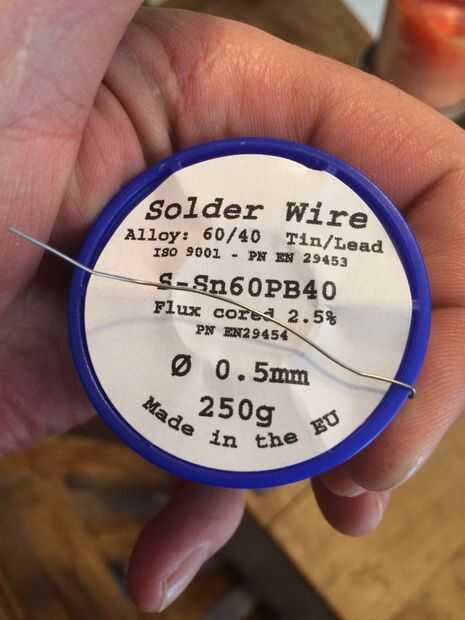 Solder Wire
Alloy: 60/40 Tin/Lead
ISO 9001 - PN EN 29453
S-Sn60PB40
Flux cored 2.5%
PN EN29454
Ø 0.5mm
250g
Made in the EU